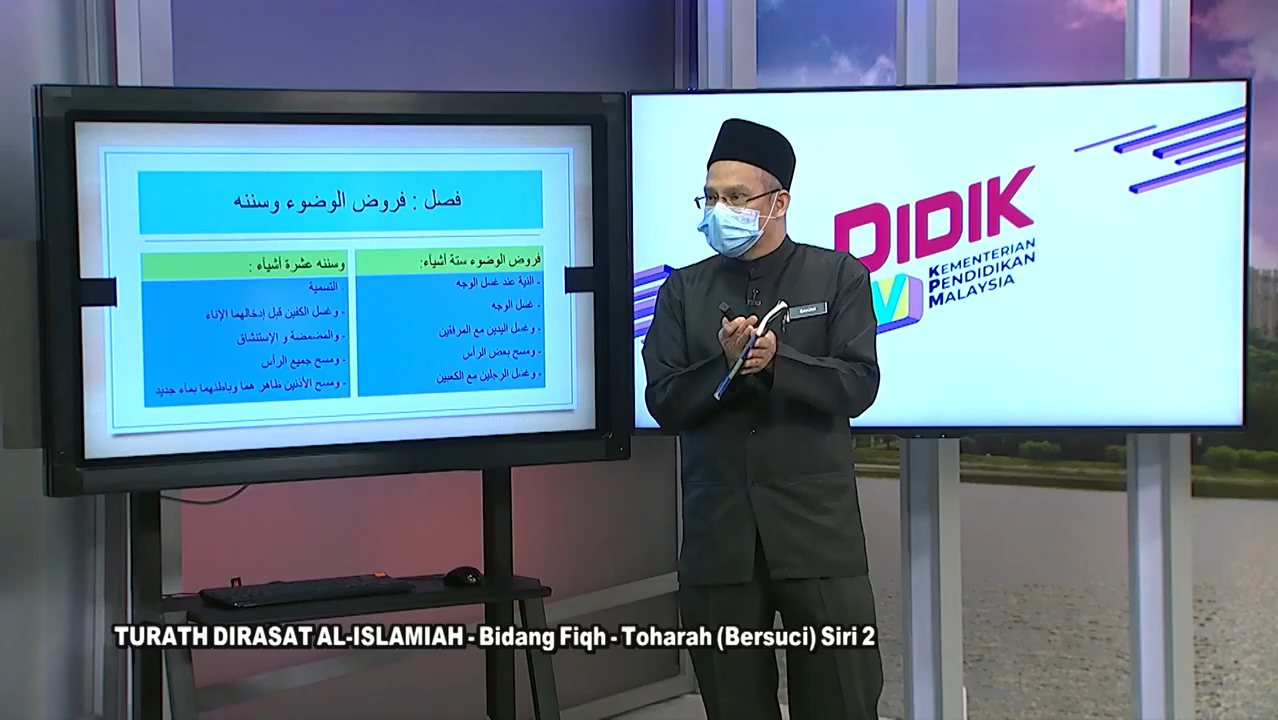 فصل : فروض الوضوء وسننه
فروض الوضوء ستة أشياء:
- النية عند غسل الوجه
- غسل الوجه
- وغسل اليدين مع المرفقين
- ومسح بعض الرأس
- وغسل الرجلين مع الكعبين
وسننه عشرة أشياء :
- التسمية
- وغسل الكفين قبل إدخالهما الإناء
- والمضمضة و الإستنشاق
- ومسح جميع الرأس
- ومسح الأذنين ظاهر هما وباطنهما بماء جديد
DIDIK
TV
KEMENTERIAN
PENDIDIKAN
MALAYSIA
TURATH DIRASAT AL-ISLAMIAH - Bidang Fiqh - Toharah (Bersuci) Siri 2